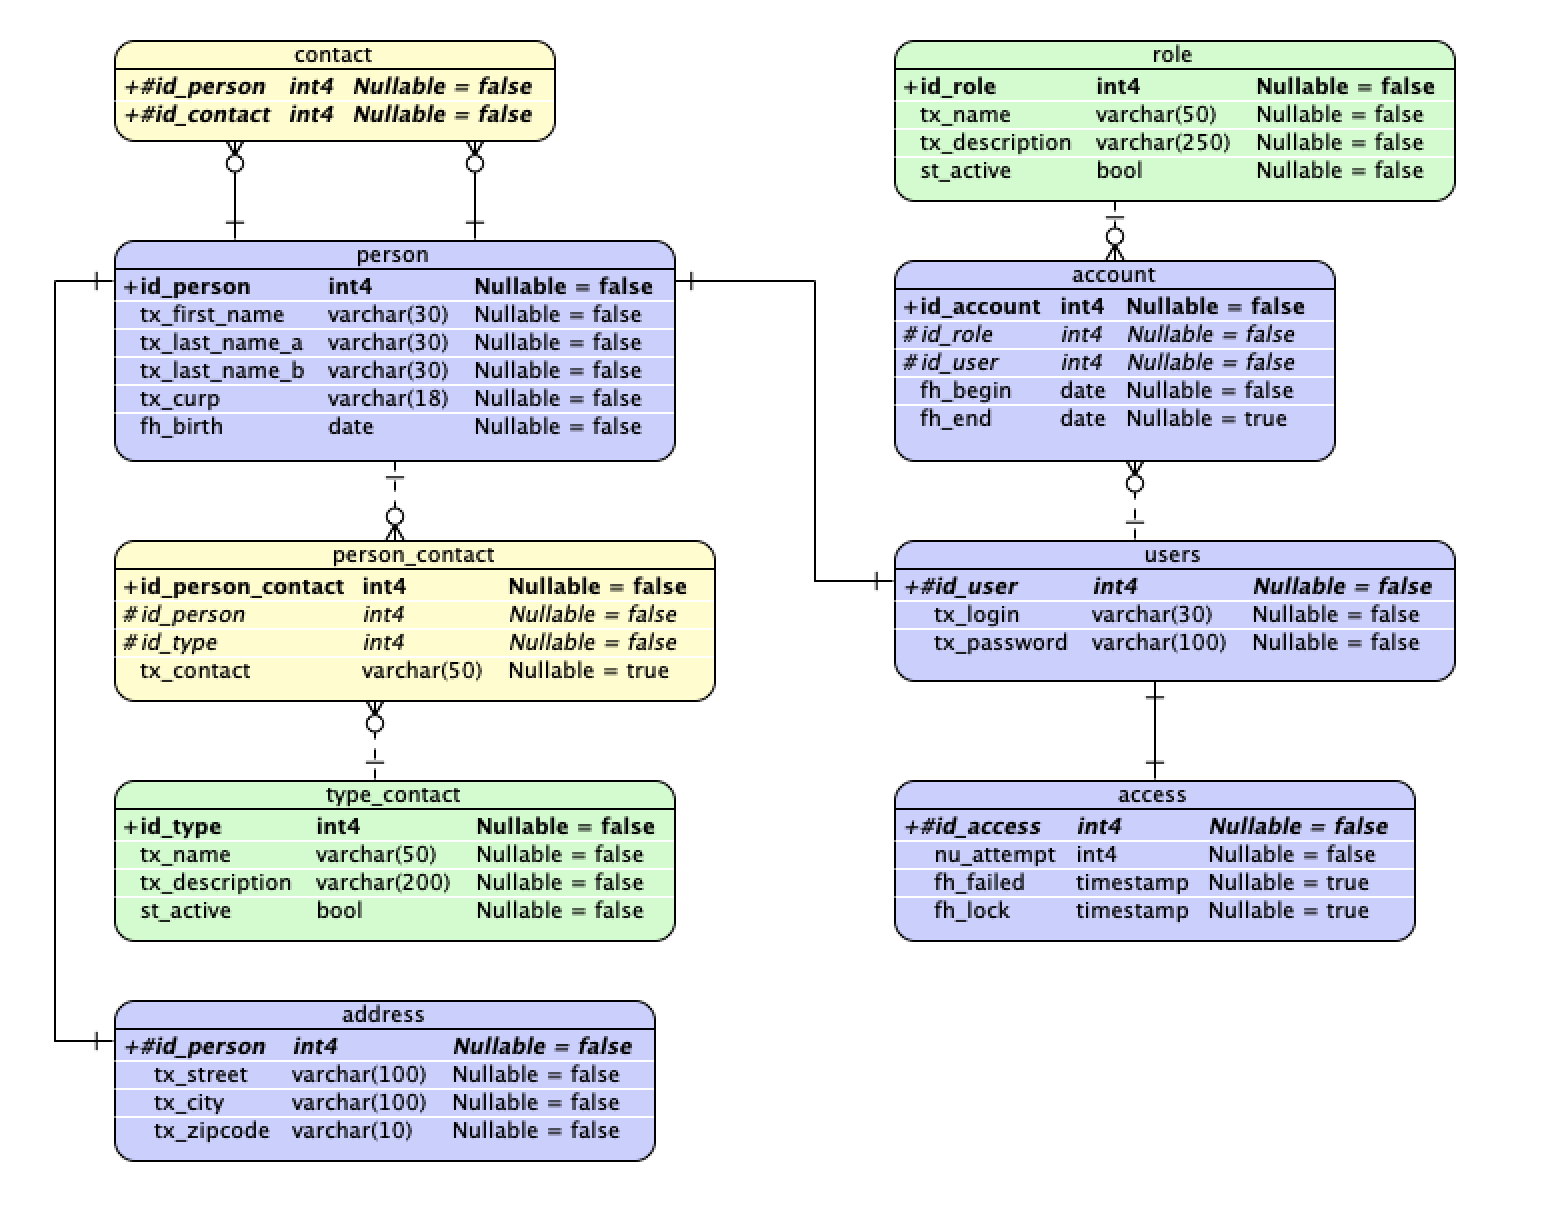 contact
+#id_person int4 Nullable = false
+#id_contact int4 Nullable = false
person
+id_person int4 Nullable = false
tx_first_name varchar(30) Nullable = false
tx_last_name_a varchar(30) Nullable = false
tx_last_name_b varchar(30) Nullable = false
tx_curp varchar(18) Nullable = false
fh_birth date Nullable = false
person_contact
+id_person_contact int4 Nullable = false
#id_person int4 Nullable = false
#id_type int4 Nullable = false
tx_contact varchar(50) Nullable = true
type_contact
+id_type int4 Nullable = false
tx_name varchar(50) Nullable = false
tx_description varchar(200) Nullable = false
st_active bool Nullable = false
address
+#id_person int4 Nullable = false
tx_street varchar(100) Nullable = false
tx_city varchar(100) Nullable = false
tx_zipcode varchar(10) Nullable = false
role
+id_role int4 Nullable = false
tx_name varchar(50) Nullable = false
tx_description varchar(250) Nullable = false
st_active bool Nullable = false
account
+id_account int4 Nullable = false
#id_role int4 Nullable = false
#id_user int4 Nullable = false
fh_begin date Nullable = false
fh_end date Nullable = true
users
+#id_user int4 Nullable = false
tx_login varchar(30) Nullable = false
tx_password varchar(100) Nullable = false
access
+#id_access int4 Nullable = false
nu_attempt int4 Nullable = false
fh_failed timestamp Nullable = true
fh_lock timestamp Nullable = true